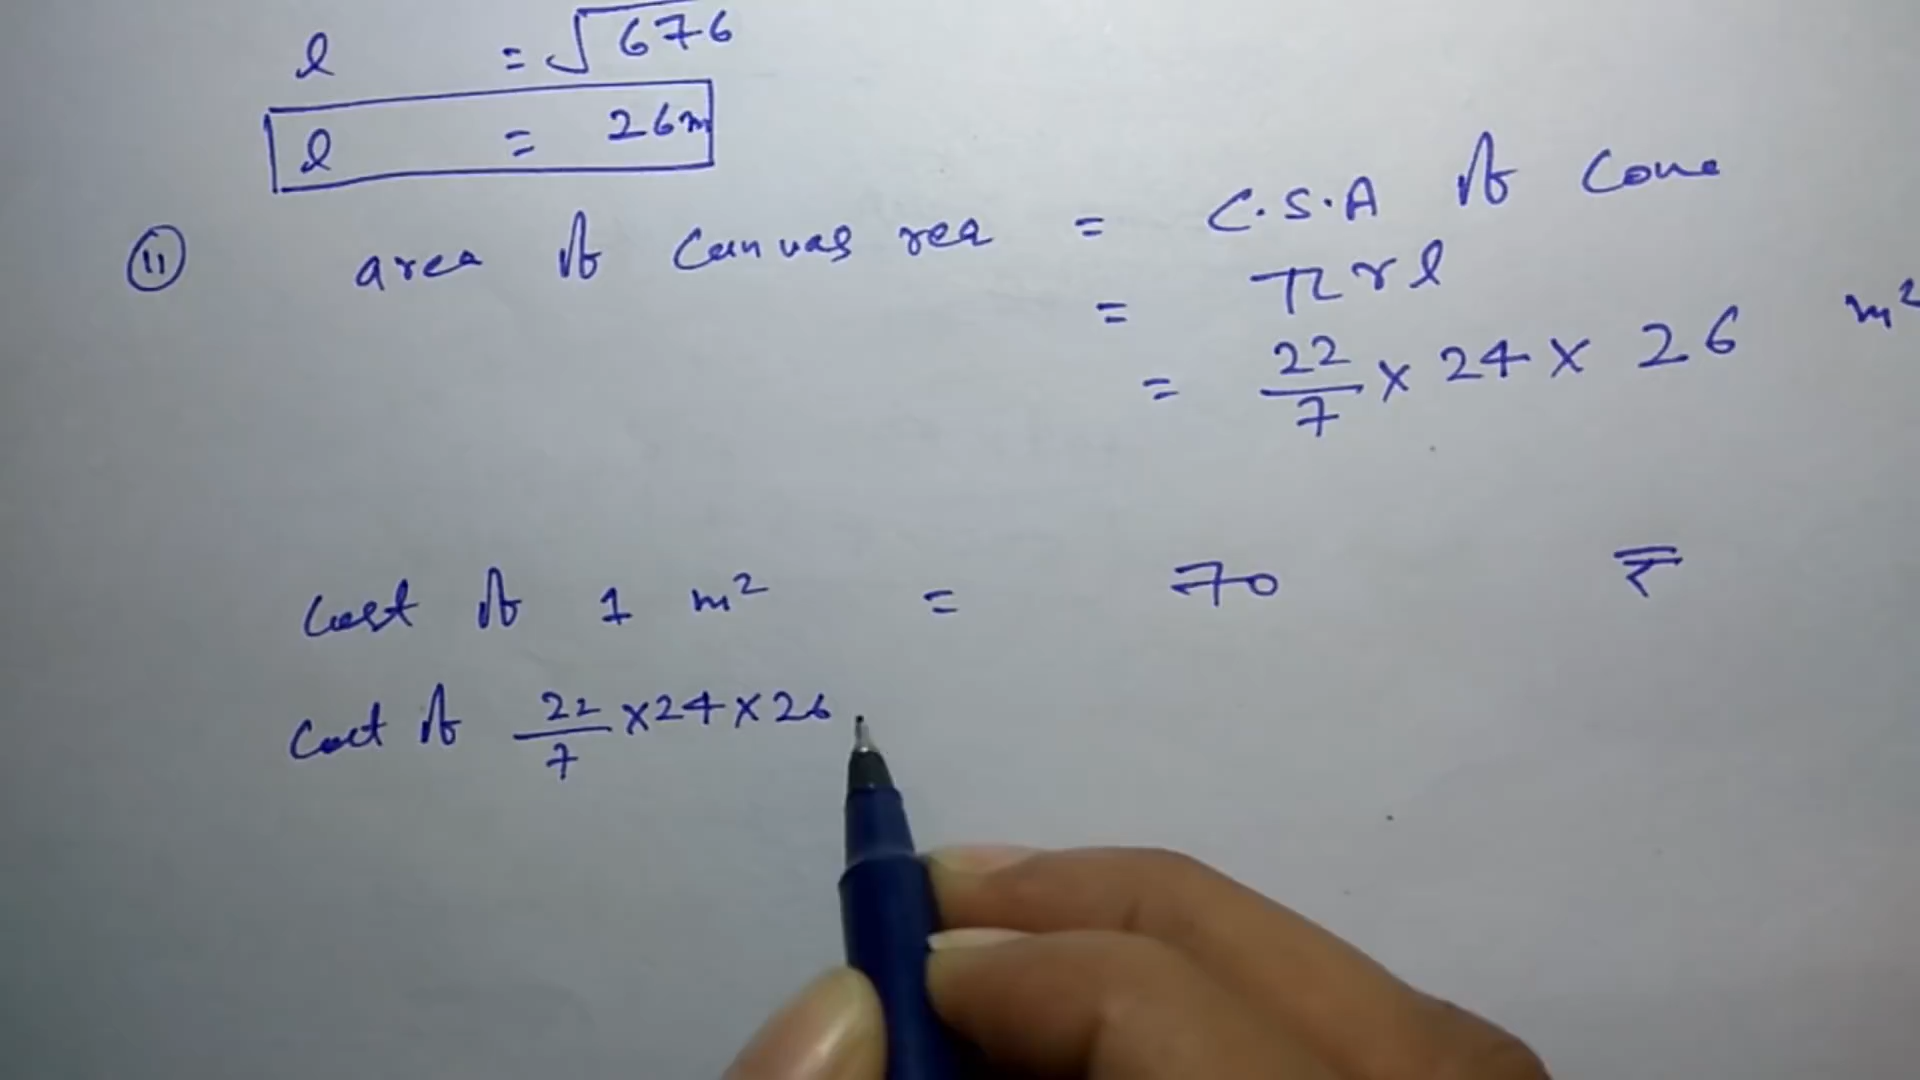 l = √676
l = 26m
(11) area of Canvas req = C.S.A of Cone
= πrl
= 22/7 × 24 × 26 m²
Cost of 1 m² = 70 ₹
Cost of 22/7 × 24 × 26